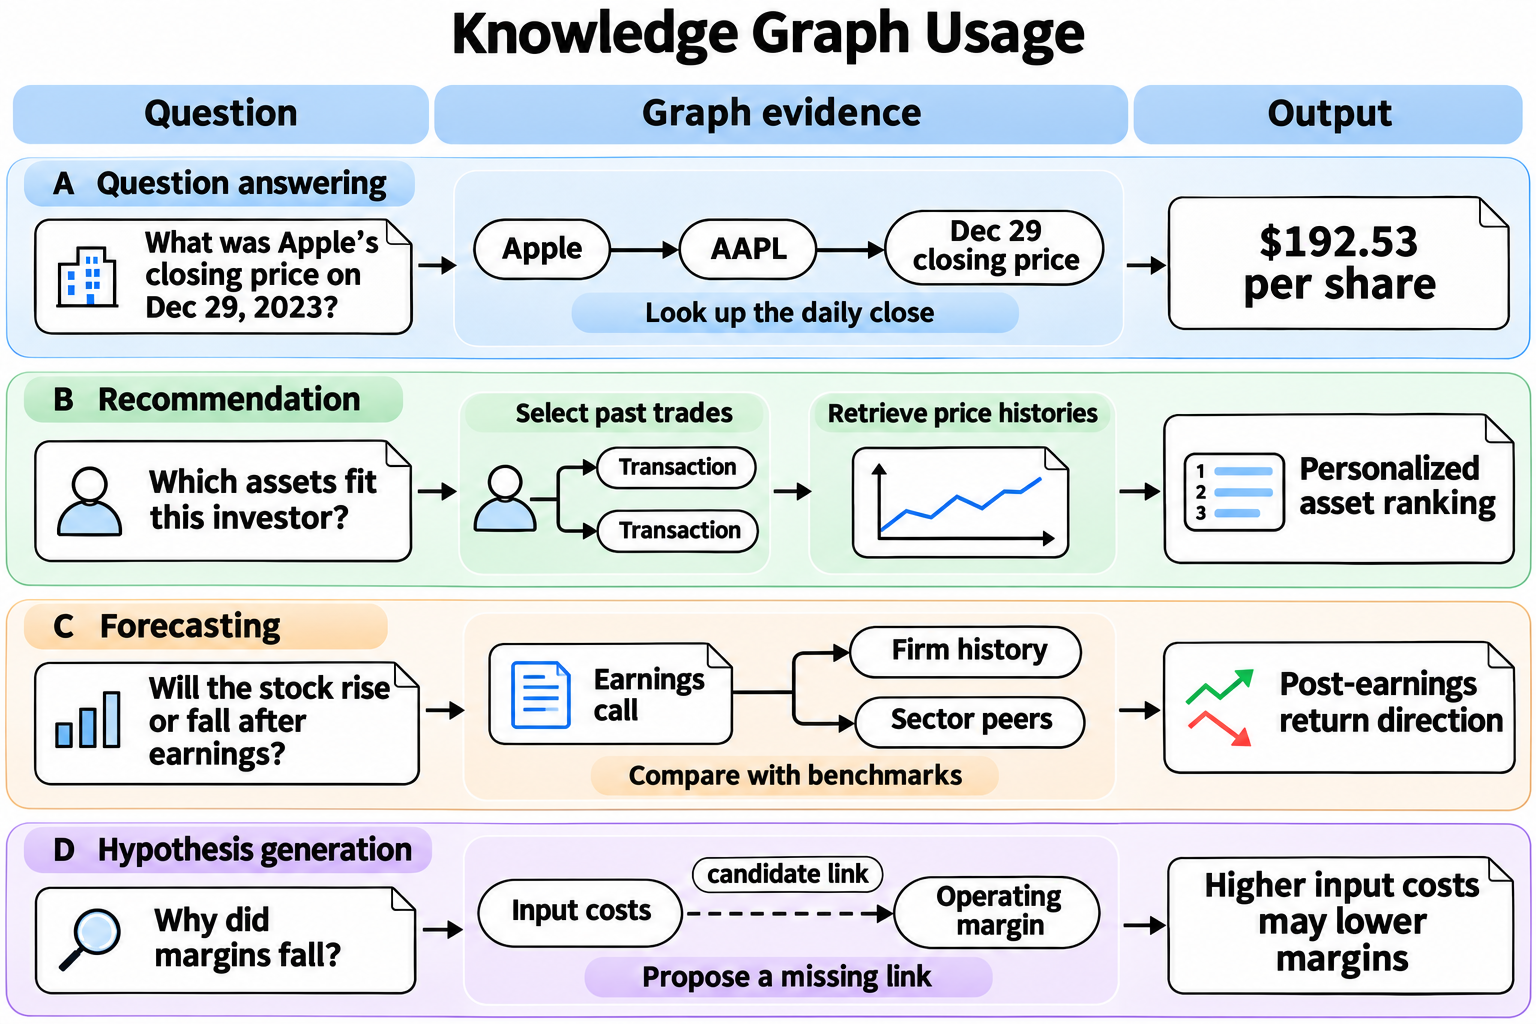 Knowledge Graph Usage
Question
Graph evidence
Output
A Question answering
What was Apple's
closing price on
Dec 29, 2023?
Apple
AAPL
Dec 29
closing price
Look up the daily close
$192.53
per share
B Recommendation
Which assets fit
this investor?
Select past trades
Transaction
Transaction
Retrieve price histories
1
2
3
Personalized
asset ranking
C Forecasting
Will the stock rise
or fall after
earnings?
Earnings
call
Firm history
Sector peers
Compare with benchmarks
Post-earnings
return direction
D Hypothesis generation
Why did
margins fall?
Input costs
candidate link
Operating
margin
Propose a missing link
Higher input costs
may lower
margins